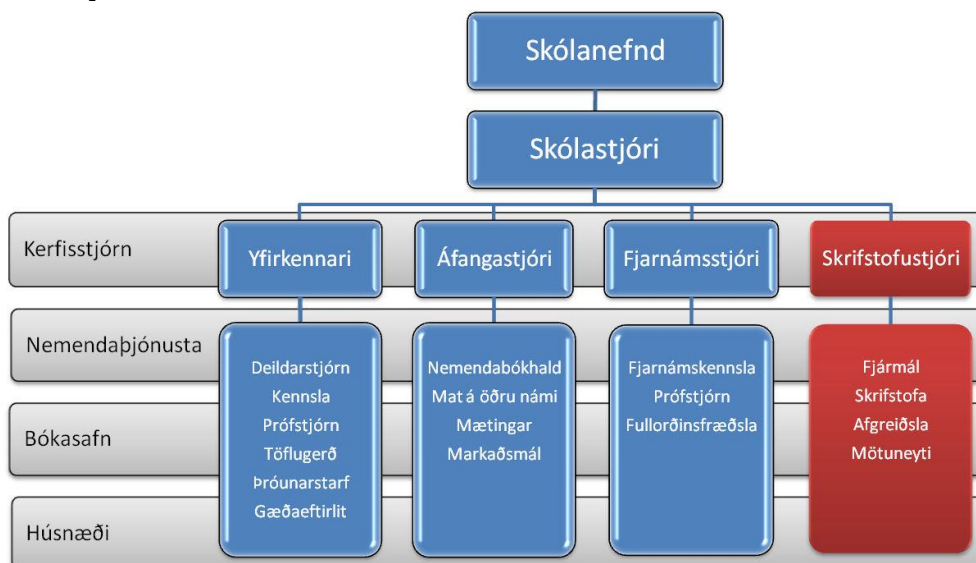 Skólanefnd
Skólastjóri
Kerfisstjórn
Yfirkennari
Áfangastjóri
Fjarnámsstjóri
Skrifstofustjóri
Nemendaþjónusta
Bókasafn
Húsnæði
Deildarstjórn
Kennsla
Prófstjórn
Töflugerð
Þróunarstarf
Gæðaeftirlit
Nemendabókhald
Mat á öðru námi
Mætingar
Markaðsmál
Fjarnámskennsla
Prófstjórn
Fullorðinsfræðsla
Fjármál
Skrifstofa
Afgreiðsla
Mötuneyti